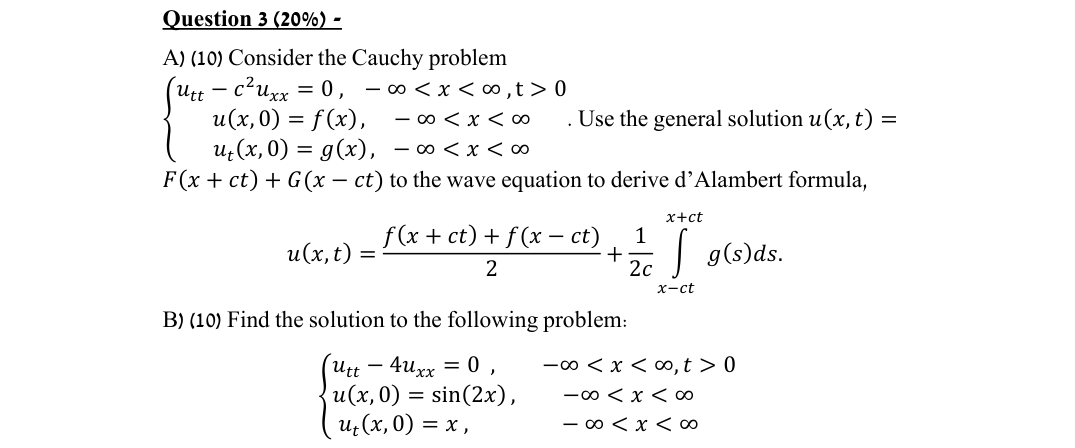 Question 3 (20%) -
A) (10) Consider the Cauchy problem
u_tt − c²u_xx = 0 , − ∞ < x < ∞ , t > 0
u(x, 0) = f(x), − ∞ < x < ∞ . Use the general solution u(x, t) =
u_t(x, 0) = g(x), − ∞ < x < ∞
F(x + ct) + G(x − ct) to the wave equation to derive d’Alambert formula,
u(x, t) = (f(x + ct) + f(x − ct))/2 + 1/(2c) ∫_{x−ct}^{x+ct} g(s)ds.
B) (10) Find the solution to the following problem:
u_tt − 4u_xx = 0 , −∞ < x < ∞, t > 0
u(x, 0) = sin(2x) , −∞ < x < ∞
u_t(x, 0) = x , − ∞ < x < ∞